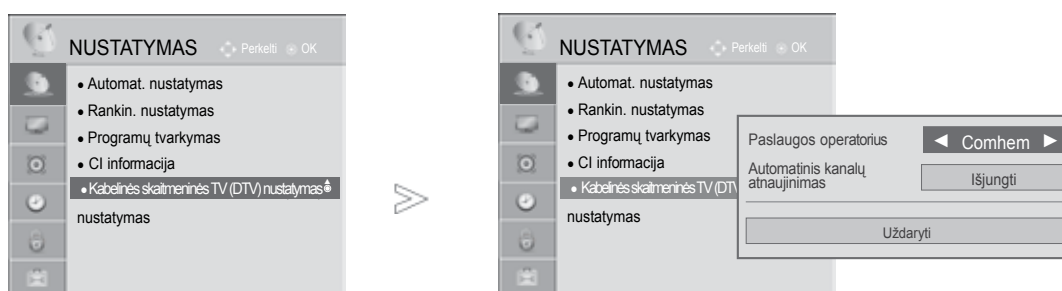 NUSTATYMAS Perkelti OK
• Automat. nustatymas
• Rankin. nustatymas
• Programų tvarkymas
• CI informacija
• Kabelinės skaitmeninės TV (DTV) nustatymas
nustatymas
NUSTATYMAS Perkelti OK
• Automat. nustatymas
• Rankin. nustatymas
• Programų tvarkymas
• CI informacija
• Kabelinės skaitmeninės TV (DTV
nustatymas
Paslaugos operatorius ◄ Comhem ►
Automatinis kanalų
atnaujinimas
Išjungti
Uždaryti